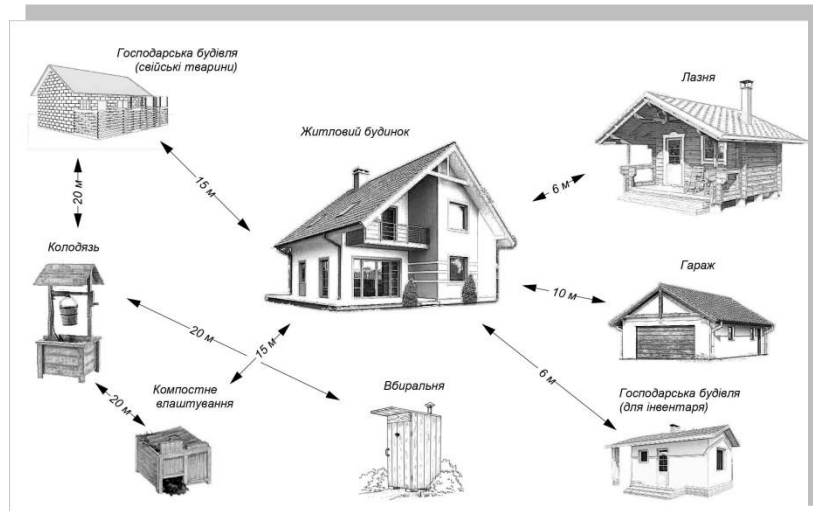 Господарська будівля
(свійські тварини)
Лазня
Житловий будинок
15 м
6 м
20 м
Колодязь
Гараж
10 м
20 м
15 м
6 м
Компостне
влаштування
Вбиральня
Господарська будівля
(для інвентаря)
20 м